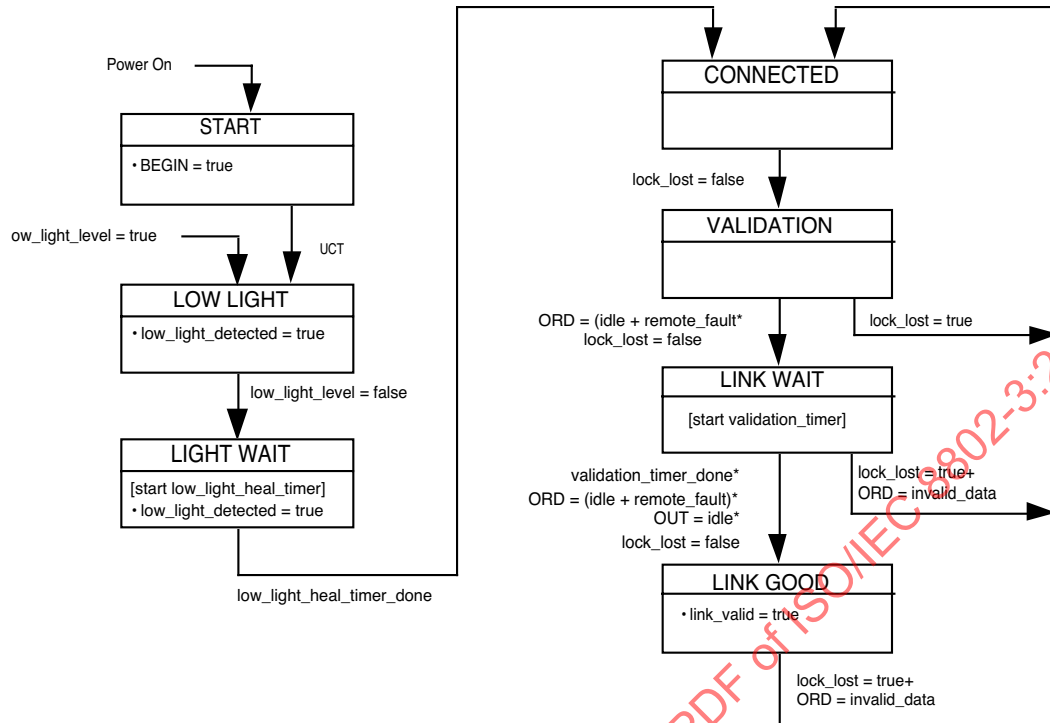 Power On
START
• BEGIN = true
ow_light_level = true
UCT
LOW LIGHT
• low_light_detected = true
low_light_level = false
LIGHT WAIT
[start low_light_heal_timer]
• low_light_detected = true
low_light_heal_timer_done
CONNECTED
lock_lost = false
VALIDATION
ORD = (idle + remote_fault*
lock_lost = false
lock_lost = true
LINK WAIT
[start validation_timer]
validation_timer_done*
ORD = (idle + remote_fault)*
OUT = idle*
lock_lost = false
lock_lost = true+
ORD = invalid_data
LINK GOOD
• link_valid = true
lock_lost = true+
ORD = invalid_data
PDF of ISO/IEC 8802-3:2